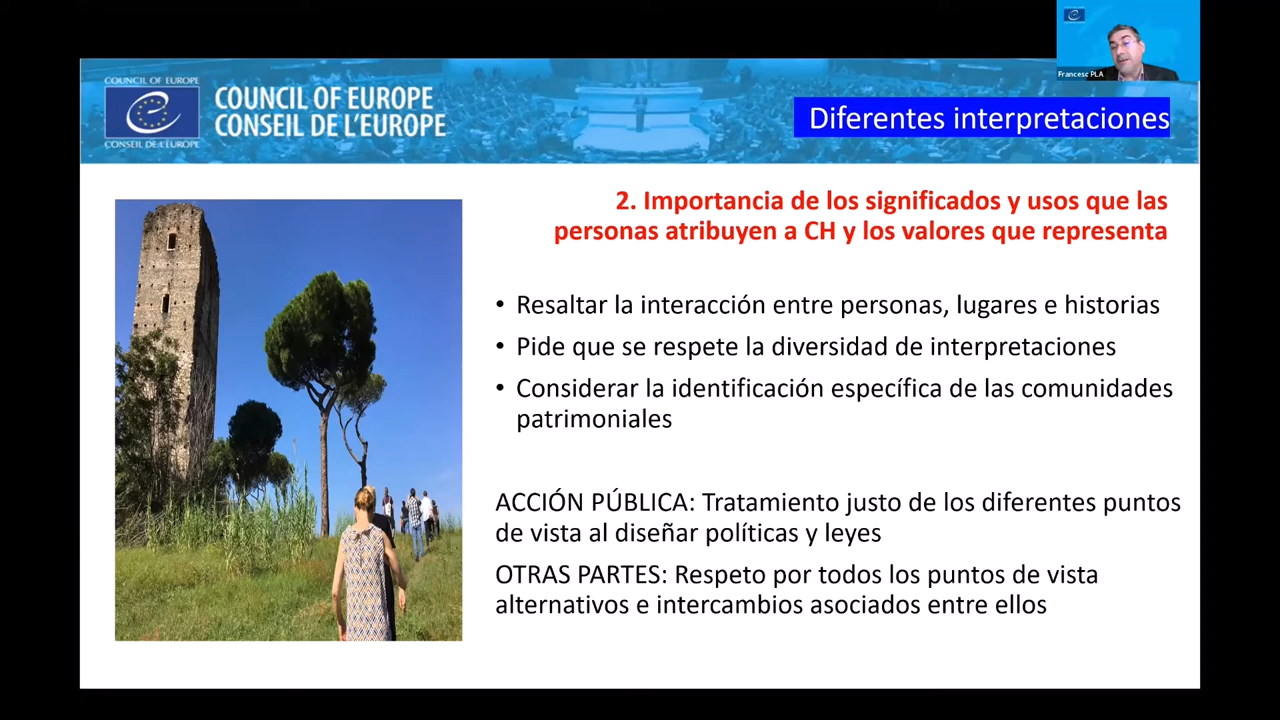 Francesc PLA
COUNCIL OF EUROPE
CONSEIL DE L'EUROPE
COUNCIL OF EUROPE
CONSEIL DE L'EUROPE
Diferentes interpretaciones
2. Importancia de los significados y usos que las
personas atribuyen a CH y los valores que representa
• Resaltar la interacción entre personas, lugares e historias
• Pide que se respete la diversidad de interpretaciones
• Considerar la identificación específica de las comunidades
patrimoniales
ACCIÓN PÚBLICA: Tratamiento justo de los diferentes puntos
de vista al diseñar políticas y leyes
OTRAS PARTES: Respeto por todos los puntos de vista
alternativos e intercambios asociados entre ellos